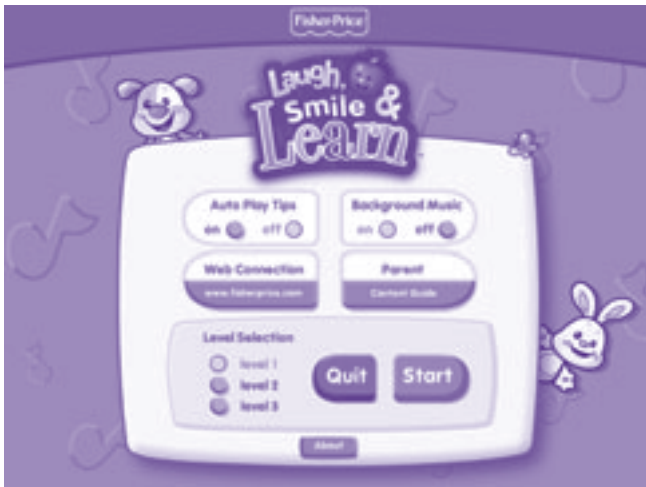 Fisher-Price
Laugh,
Smile &
Learn
Auto Play Tips
on off
Background Music
on off
Web Connection
www.fisherprice.com
Parent
Content Guide
Level Selection
level 1
level 2
level 3
Quit
Start
About